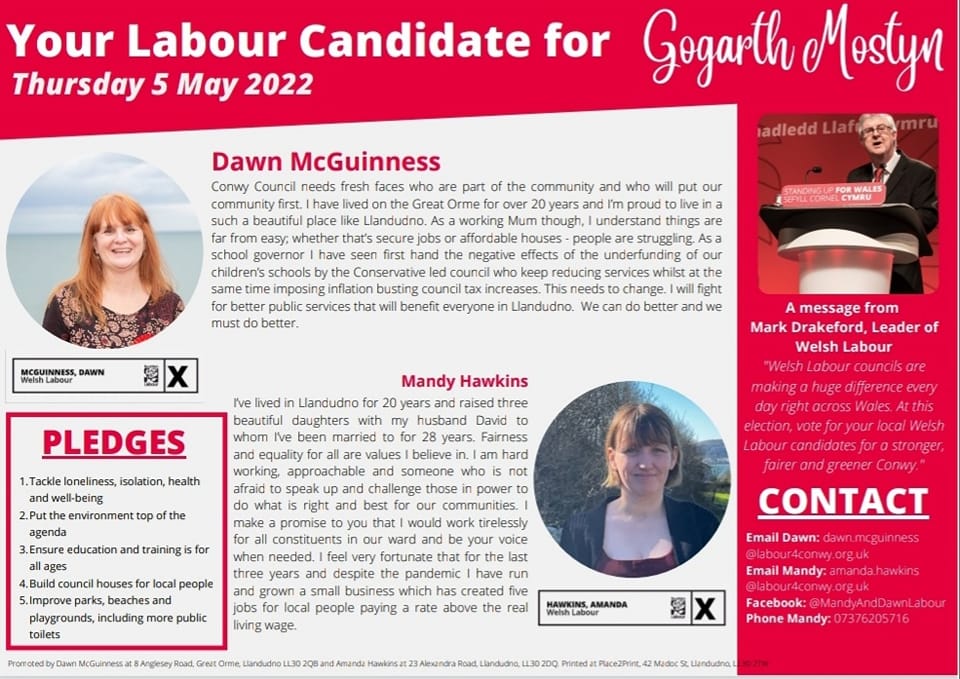 Your Labour Candidate for Gogarth Mostyn
Thursday 5 May 2022
Dawn McGuinness
Conwy Council needs fresh faces who are part of the community and who will put our
community first. I have lived on the Great Orme for over 20 years and I'm proud to live in a
such a beautiful place like Llandudno. As a working Mum though, I understand things are
far from easy; whether that's secure jobs or affordable houses - people are struggling. As a
school governor I have seen first hand the negative effects of the underfunding of our
children's schools by the Conservative led council who keep reducing services whilst at the
same time imposing inflation busting council tax increases. This needs to change. I will fight
for better public services that will benefit everyone in Llandudno. We can do better and we
must do better.
MCGUINNESS, DAWN
Welsh Labour
X
Mandy Hawkins
I've lived in Llandudno for 20 years and raised three
beautiful daughters with my husband David to
whom I've been married to for 28 years. Fairness
and equality for all are values I believe in. I am hard
working, approachable and someone who is not
afraid to speak up and challenge those in power to
do what is right and best for our communities. I
make a promise to you that I would work tirelessly
for all constituents in our ward and be your voice
when needed. I feel very fortunate that for the last
three years and despite the pandemic I have run
and grown a small business which has created five
jobs for local people paying a rate above the real
living wage.
HAWKINS, AMANDA
Welsh Labour
X
PLEDGES
1. Tackle loneliness, isolation, health
and well-being
2. Put the environment top of the
agenda
3. Ensure education and training is for
all ages
4. Build council houses for local people
5. Improve parks, beaches and
playgrounds, including more public
toilets
STANDING UP FOR WALES
SEFYLL CORNEL CYMRU
A message from
Mark Drakeford, Leader of
Welsh Labour
"Welsh Labour councils are
making a huge difference every
day right across Wales. At this
election, vote for your local Welsh
Labour candidates for a stronger,
fairer and greener Conwy."
CONTACT
Email Dawn: dawn.mcguinness
@labour4conwy.org.uk
Email Mandy: amanda.hawkins
@labour4conwy.org.uk
Facebook: @MandyAndDawnLabour
Phone Mandy: 07376205716
Promoted by Dawn McGuinness at 8 Anglesey Road, Great Orme, Llandudno LL30 2QB and Amanda Hawkins at 23 Alexandra Road, Llandudno, LL30 2DQ. Printed at Place2Print, 42 Madoc St, Llandudno,